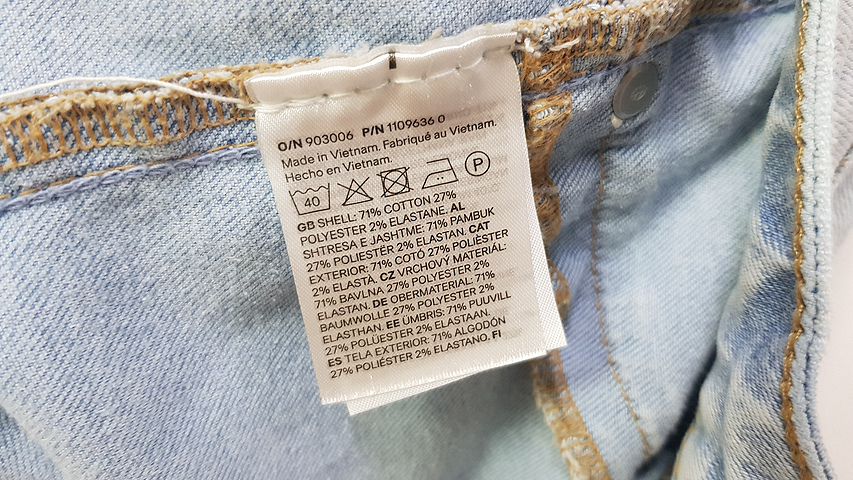 O/N 903006 P/N 1109636 0
Made in Vietnam. Fabriqué au Vietnam.
Hecho en Vietnam.
40 P
GB SHELL: 71% COTTON 27%
POLYESTER 2% ELASTANE. AL
SHTRESA E JASHTME: 71% PAMBUK
27% POLIESTËR 2% ELASTAN. CAT
EXTERIOR: 71% COTÓ 27% POLIÈSTER
2% ELASTÀ. CZ VRCHOVÝ MATERIÁL:
71% BAVLNA 27% POLYESTER 2%
ELASTAN. DE OBERMATERIAL: 71%
BAUMWOLLE 27% POLYESTER 2%
ELASTHAN. EE ÜMBRIS: 71% PUUVILL
27% POLÜESTER 2% ELASTAAN.
ES TELA EXTERIOR: 71% ALGODÓN
27% POLIÉSTER 2% ELASTANO. FI